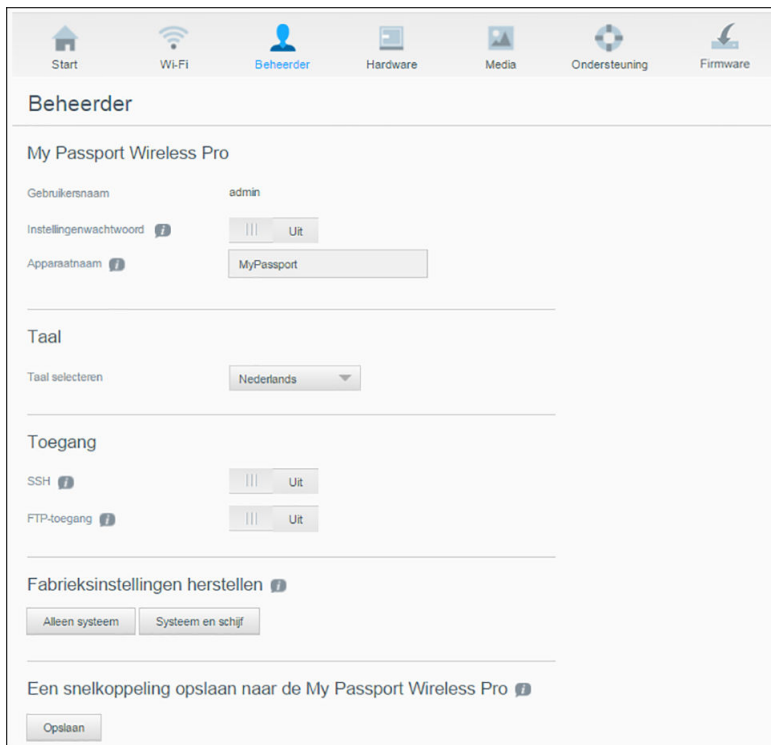 Start Wi-Fi Beheerder Hardware Media Ondersteuning Firmware
Beheerder
My Passport Wireless Pro
Gebruikersnaam admin
Instellingenwachtwoord Uit
Apparaatnaam MyPassport
Taal
Taal selecteren Nederlands
Toegang
SSH Uit
FTP-toegang Uit
Fabrieksinstellingen herstellen
Alleen systeem Systeem en schijf
Een snelkoppeling opslaan naar de My Passport Wireless Pro
Opslaan